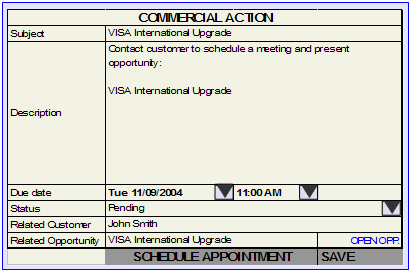 COMMERCIAL ACTION
Subject VISA International Upgrade
Contact customer to schedule a meeting and present
opportunity:
VISA International Upgrade
Description
Due date Tue 11/09/2004 11:00 AM
Status Pending
Related Customer John Smith
Related Opportunity VISA International Upgrade OPEN OPP.
SCHEDULE APPOINTMENT SAVE